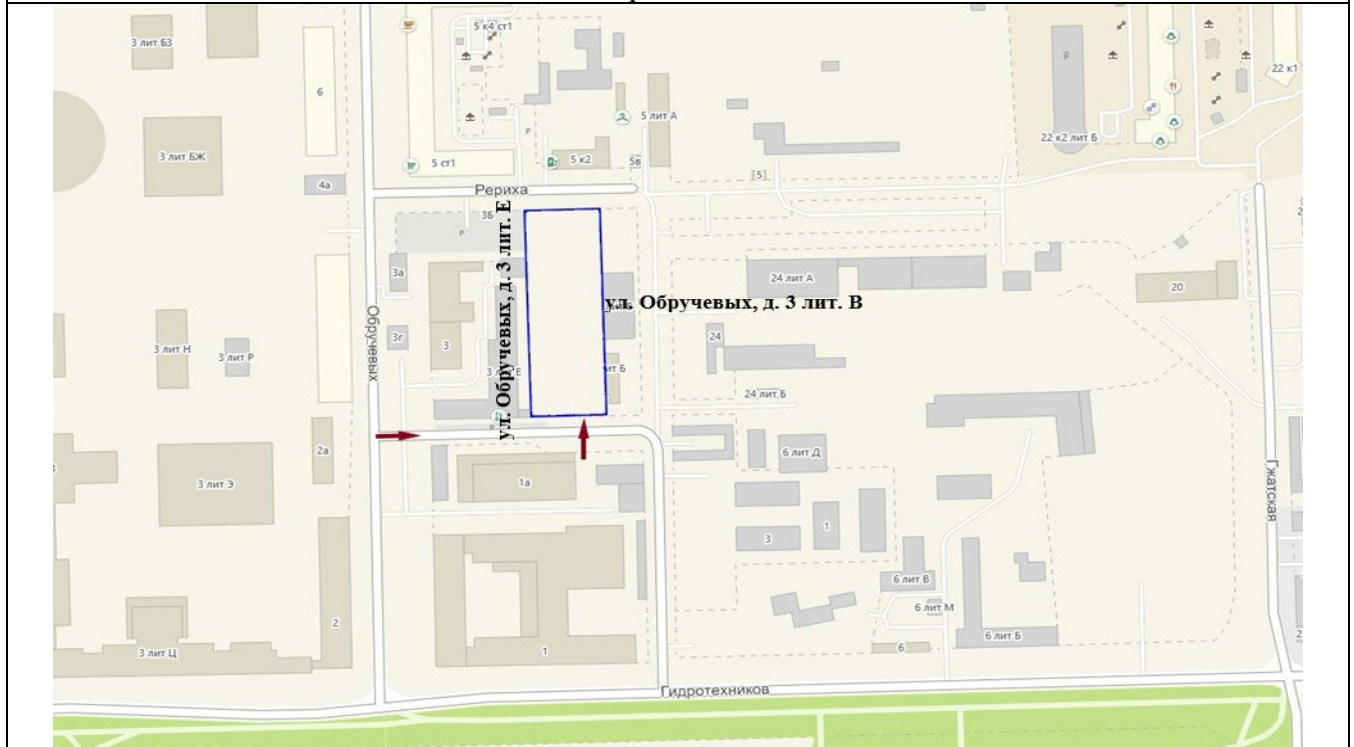 3 лит БЗ
5 к4 ст1
Р
22 к1
6
5 лит А
3 лит БЖ
Р
22 к2 лит Б
5 ст1
5 к2
5в
4а
[5]
Рериха
3Б
Р
ул. Обручевых, д. 3 лит. Е
3а
24 лит А
20
ул. Обручевых, д. 3 лит. В
Обручевых
3г
3
24
3 лит Н
3 лит Р
24 лит Б
2а
6 лит Д
1а
3 лит Э
Гжатская
1
3
6 лит В
6 лит М
2
6 лит Б
3 лит Ц
1
6
Гидротехников